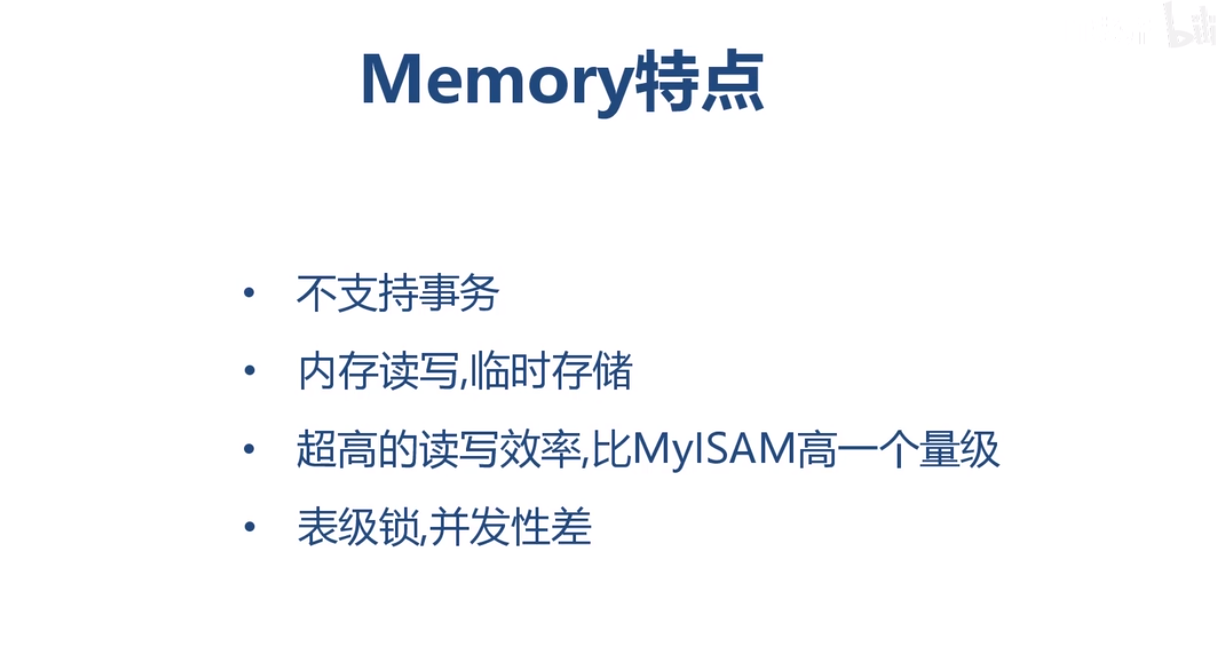 Memory特点
• 不支持事务
• 内存读写,临时存储
• 超高的读写效率,比MyISAM高一个量级
• 表级锁,并发性差